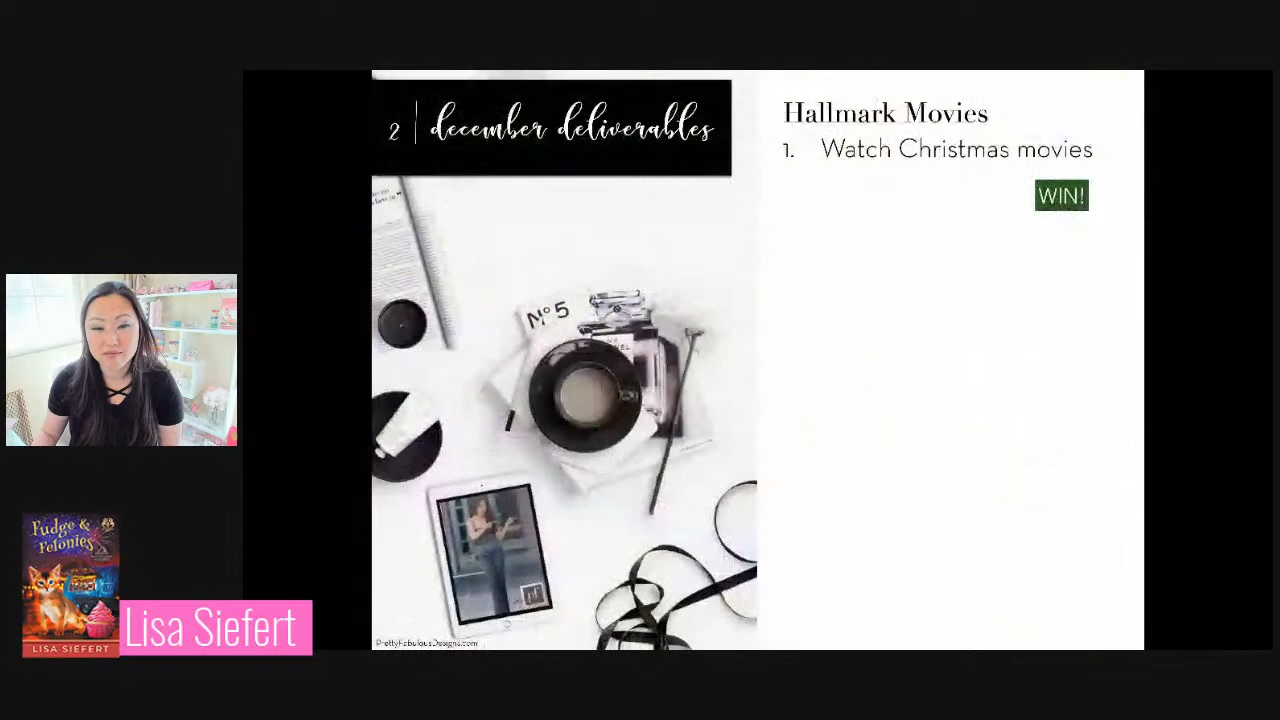 2 | december deliverables
Hallmark Movies
1. Watch Christmas movies
WIN!
Nº5
Fudge &
Felonies
LISA SIEFERT
Lisa Siefert
pf
PrettyFabulousDesigns.com